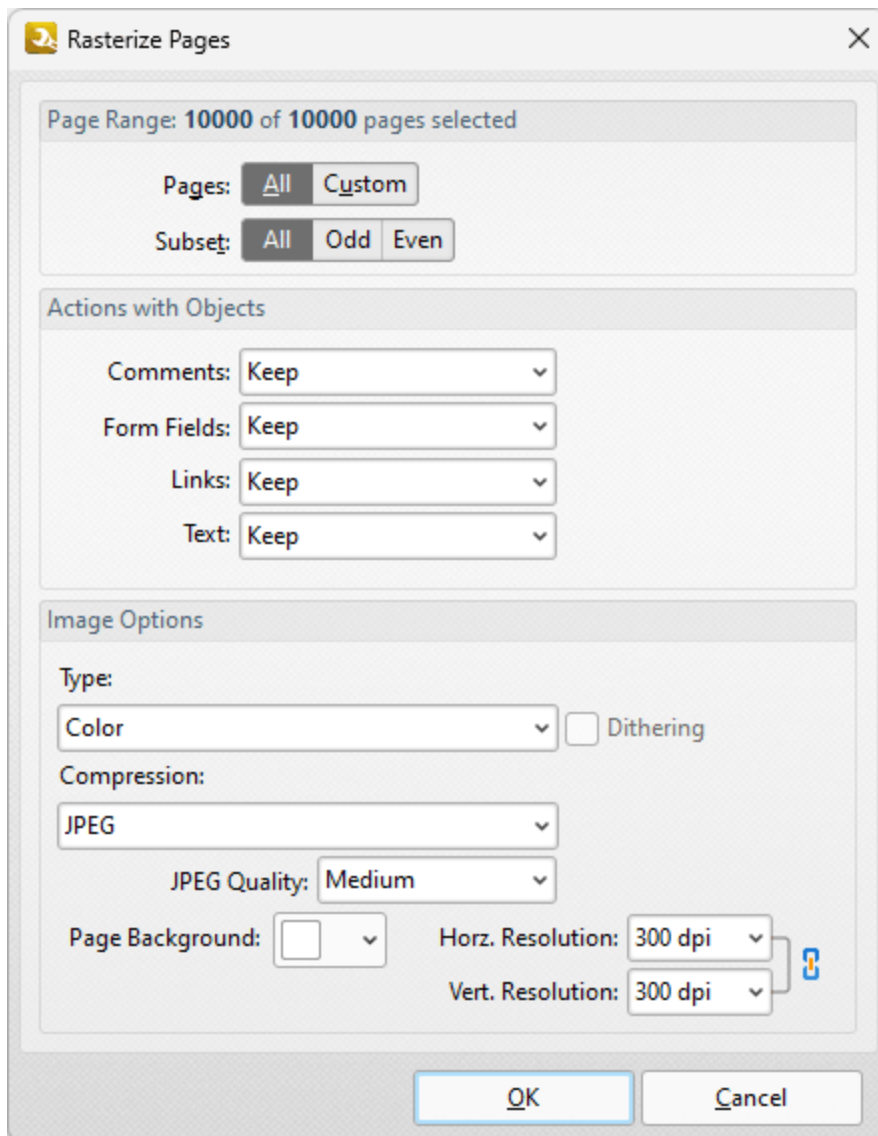 Rasterize Pages
Page Range: 10000 of 10000 pages selected
Pages: All Custom
Subset: All Odd Even
Actions with Objects
Comments: Keep
Form Fields: Keep
Links: Keep
Text: Keep
Image Options
Type:
Color Dithering
Compression:
JPEG
JPEG Quality: Medium
Page Background: Horz. Resolution: 300 dpi
Vert. Resolution: 300 dpi
OK Cancel